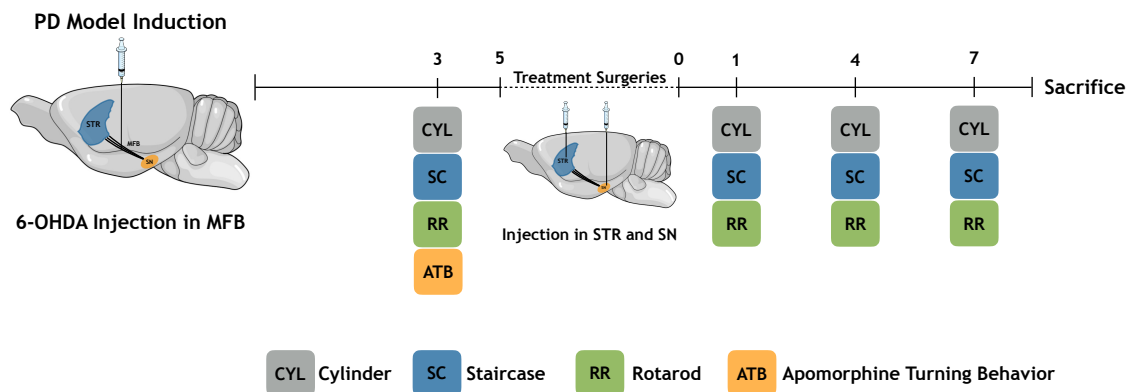 PD Model Induction
STR
MFB
SN
6-OHDA Injection in MFB
3
5
Treatment Surgeries
0
1
4
7
Sacrifice
CYL
SC
RR
ATB
STR
SN
Injection in STR and SN
CYL
SC
RR
CYL
SC
RR
CYL
SC
RR
CYL Cylinder
SC Staircase
RR Rotarod
ATB Apomorphine Turning Behavior